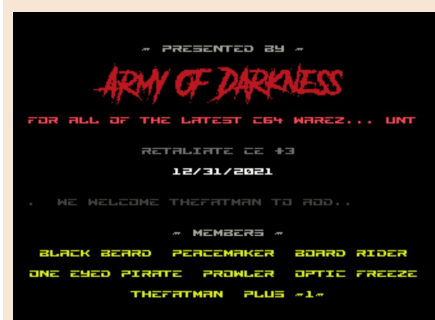 PRESENTED BY
ARMY OF DARKNESS
FOR ALL OF THE LATEST C64 WAREZ... UNT
RETALIATE CE +3
12/31/2021
. WE WELCOME THEFATMAN TO AOD..
MEMBERS
BLACK BEARD PEACEMAKER BOARD RIDER
ONE EYED PIRATE PROWLER OPTIC FREEZE
THEFATMAN PLUS =1=